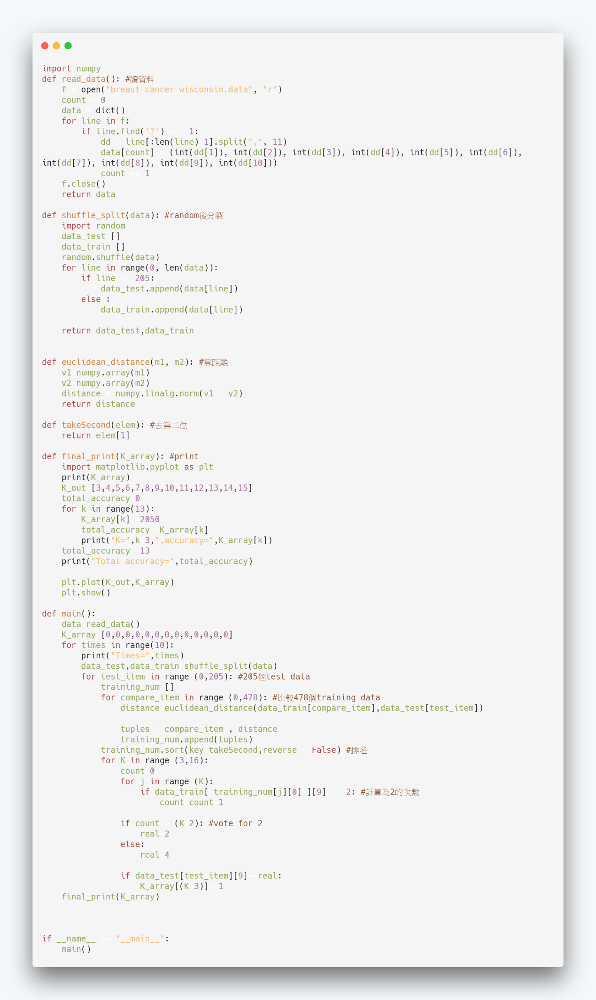 import numpy
def read_data(): #讀資料
    f = open("breast-cancer-wisconsin.data", "r")
    count = 0
    data = dict()
    for line in f:
        if line.find('?') == -1:
            dd = line[:len(line)-1].split(",", 11)
            data[count] = (int(dd[1]), int(dd[2]), int(dd[3]), int(dd[4]), int(dd[5]), int(dd[6]),
int(dd[7]), int(dd[8]), int(dd[9]), int(dd[10]))
            count += 1
    f.close()
    return data
def shuffle_split(data): #random後分裂
    import random
    data_test=[]
    data_train=[]
    random.shuffle(data)
    for line in range(0, len(data)):
        if line <  205:
            data_test.append(data[line])
        else :
            data_train.append(data[line])
    return data_test,data_train
def euclidean_distance(m1, m2): #算距離
    v1=numpy.array(m1)
    v2=numpy.array(m2)
    distance = numpy.linalg.norm(v1 - v2)
    return distance
def takeSecond(elem): #去第二位
    return elem[1]
def final_print(K_array): #print
    import matplotlib.pyplot as plt
    print(K_array)
    K_out=[3,4,5,6,7,8,9,10,11,12,13,14,15]
    total_accuracy=0
    for k in range(13):
        K_array[k]/=2050
        total_accuracy+=K_array[k]
        print("K=",k+3,",accuracy=",K_array[k])
    total_accuracy/=13
    print("Total accuracy=",total_accuracy)
    plt.plot(K_out,K_array)
    plt.show()
def main():
    data=read_data()
    K_array=[0,0,0,0,0,0,0,0,0,0,0,0,0]
    for times in range(10):
        print("Times=",times)
        data_test,data_train=shuffle_split(data)
        for test_item in range (0,205): #205個test data
            training_num=[]
            for compare_item in range (0,478): #比較478個training data
                distance=euclidean_distance(data_train[compare_item],data_test[test_item])
                tuples = compare_item , distance
                training_num.append(tuples)
            training_num.sort(key=takeSecond,reverse = False) #排名
            for K in range (3,16):
                count=0
                for j in range (K):
                    if data_train[ training_num[j][0] ][9] == 2: #計算為2的次數
                        count=count+1
                if count > (K/2): #vote for 2
                    real=2
                else:
                    real=4
                if data_test[test_item][9]==real:
                    K_array[(K-3)]+=1
    final_print(K_array)
if __name__ == "__main__":
    main()